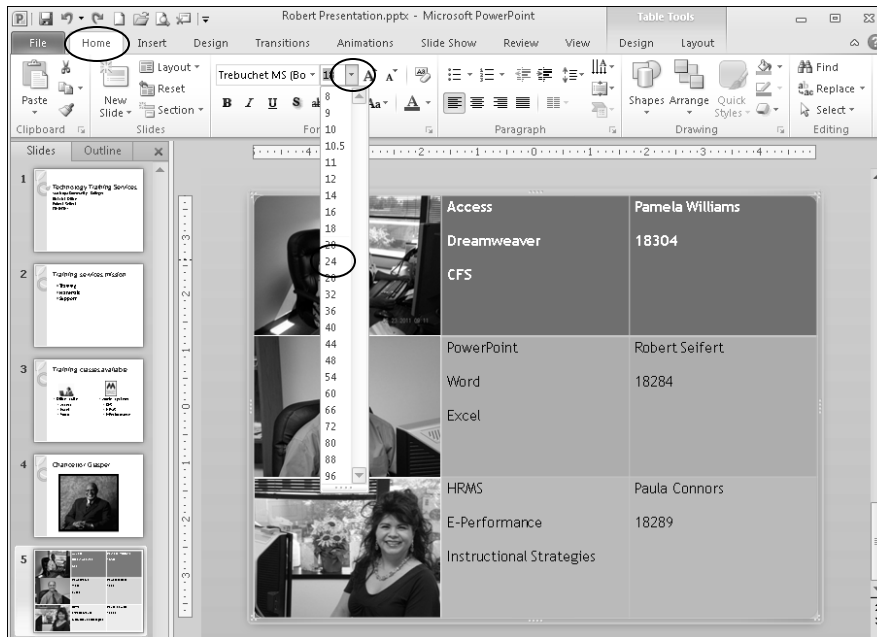 Robert Presentation.pptx - Microsoft PowerPoint
Table Tools
File Home Insert Design Transitions Animations Slide Show Review View Design Layout
Paste
New
Slide
Layout
Reset
Section
Trebuchet MS (Bo
18
B I U S
Aa
A
Shapes Arrange Quick
Styles
Find
Replace
Select
Clipboard Slides Paragraph Drawing Editing
Slides Outline
8
9
10
10.5
11
12
14
16
18
20
24
28
32
36
40
44
48
54
60
66
72
80
88
96
1
Technology Training Services
2
Training services mission
Training
Materials
Support
3
Training classes available
4
Chancellor Glasper
5
Access
Dreamweaver
CFS
Pamela Williams
18304
PowerPoint
Word
Excel
Robert Seifert
18284
HRMS
E-Performance
Instructional Strategies
Paula Connors
18289